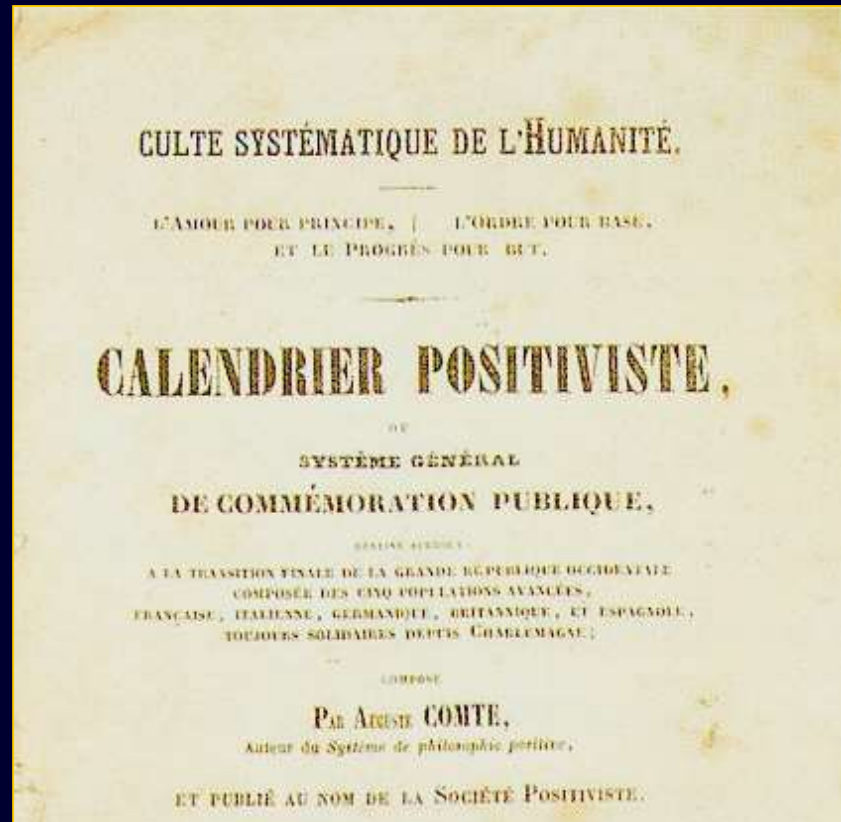 CULTE SYSTÉMATIQUE DE L'HUMANITÉ.
L'AMOUR POUR PRINCIPE, | L'ORDRE POUR BASE,
ET LE PROGRÈS POUR BUT.
CALENDRIER POSITIVISTE,
OU
SYSTÈME GÉNÉRAL
DE COMMÉMORATION PUBLIQUE,
DESTINÉ SURTOUT
A LA TRANSITION FINALE DE LA GRANDE RÉPUBLIQUE OCCIDENTALE
COMPOSÉE DES CINQ POPULATIONS AVANCÉES,
FRANÇAISE, ITALIENNE, GERMANIQUE, BRITANNIQUE, ET ESPAGNOLE,
TOUJOURS SOLIDAIRES DEPUIS CHARLEMAGNE;
COMPOSÉ
PAR AUGUSTE COMTE,
Auteur du Système de philosophie positive,
ET PUBLIÉ AU NOM DE LA SOCIÉTÉ POSITIVISTE.